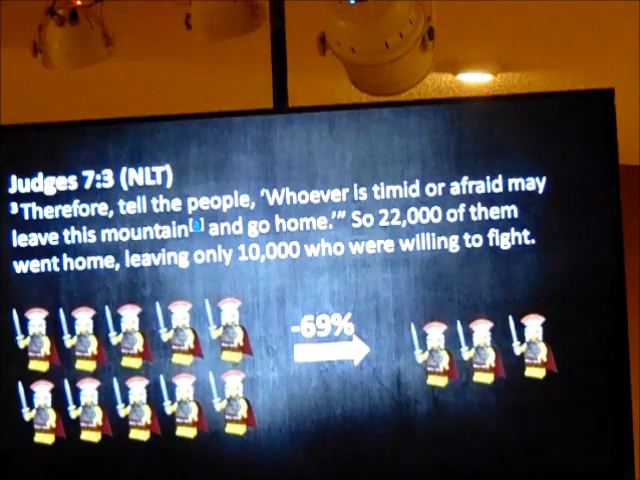 Judges 7:3 (NLT)
³Therefore, tell the people, ‘Whoever is timid or afraid may
leave this mountain[a] and go home.’” So 22,000 of them
went home, leaving only 10,000 who were willing to fight.
-69%